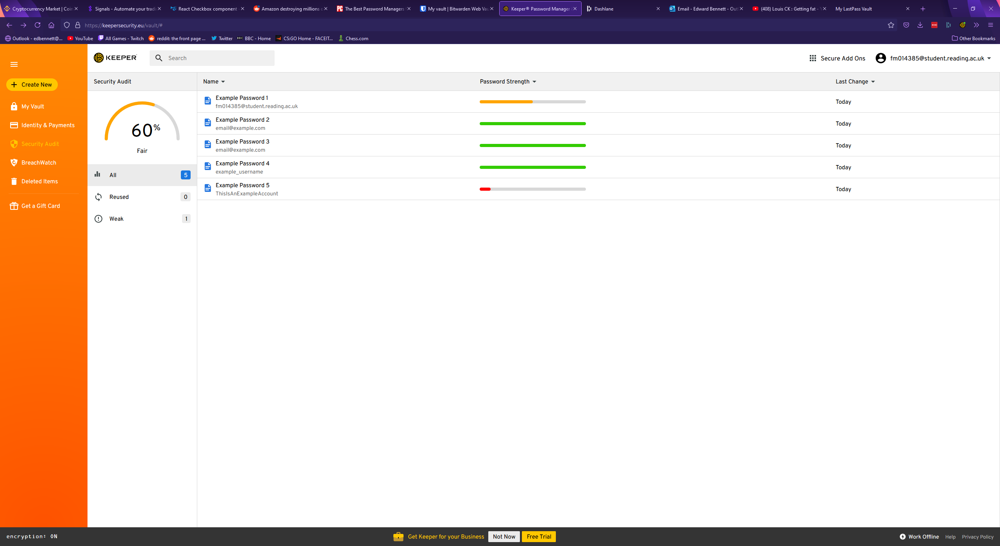 Cryptocurrency Market | Coin
Signals - Automate your tradi
React Checkbox component -
Amazon destroying millions o
The Best Password Managers f
My vault | Bitwarden Web Vau
Keeper® Password Manager
Dashlane
Email - Edward Bennett - Out
(408) Louis CK : Getting fat - Y
My LastPass Vault
https://keepersecurity.eu/vault/#
Outlook - edbennett@...
YouTube
All Games - Twitch
reddit: the front page ...
Twitter
BBC BBC - Home
CS:GO Home - FACEIT...
Chess.com
Other Bookmarks
KEEPER
Search
Secure Add Ons
fm014385@student.reading.ac.uk
Create New
My Vault
Identity & Payments
Security Audit
BreachWatch
Deleted Items
Get a Gift Card
Security Audit
60%
Fair
All 5
Reused 0
Weak 1
Name Password Strength Last Change
Example Password 1
fm014385@student.reading.ac.uk
Today
Example Password 2
email@example.com
Today
Example Password 3
email@example.com
Today
Example Password 4
example_username
Today
Example Password 5
ThisIsAnExampleAccount
Today
encryption: ON
Get Keeper for your Business
Not Now
Free Trial
Work Offline
Help
Privacy Policy